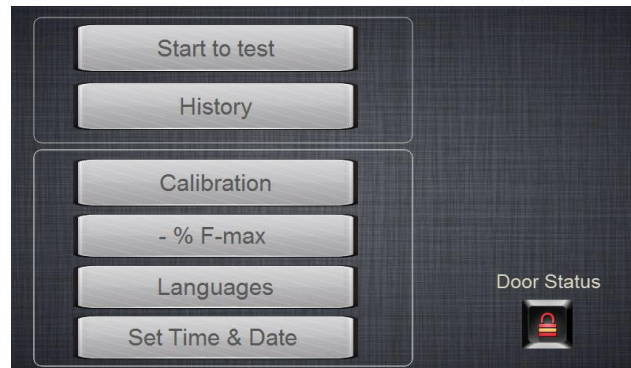 Start to test
History
Calibration
- % F-max
Languages
Door Status
Set Time & Date